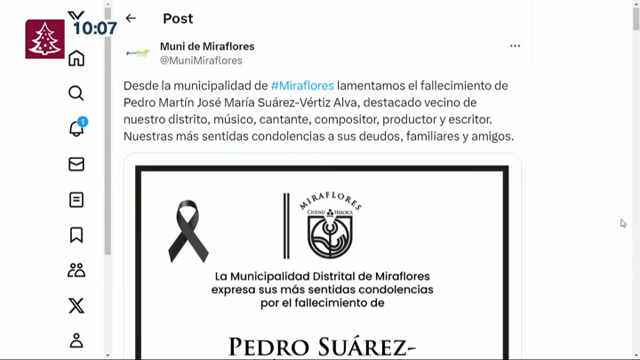 10:07
Post
Muni de Miraflores
@MuniMiraflores
Desde la municipalidad de #Miraflores lamentamos el fallecimiento de
Pedro Martín José María Suárez-Vértiz Alva, destacado vecino de
nuestro distrito, músico, cantante, compositor, productor y escritor.
Nuestras más sentidas condolencias a sus deudos, familiares y amigos.
1
MIRAFLORES
CIUDAD HEROICA
La Municipalidad Distrital de Miraflores
expresa sus más sentidas condolencias
por el fallecimiento de
PEDRO SUÁREZ-